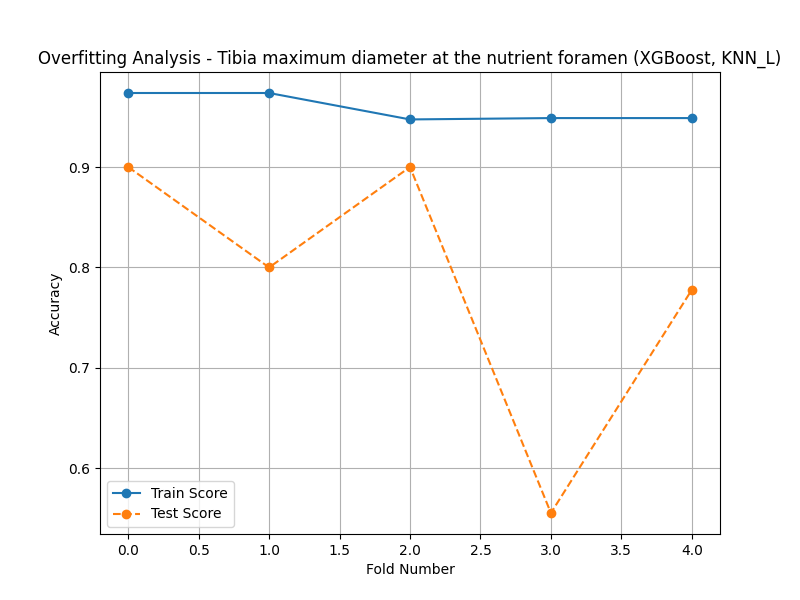 Overfitting Analysis - Tibia maximum diameter at the nutrient foramen (XGBoost, KNN_L)
0.9
0.8
0.7
0.6
Accuracy
Train Score
Test Score
0.0 0.5 1.0 1.5 2.0 2.5 3.0 3.5 4.0
Fold Number